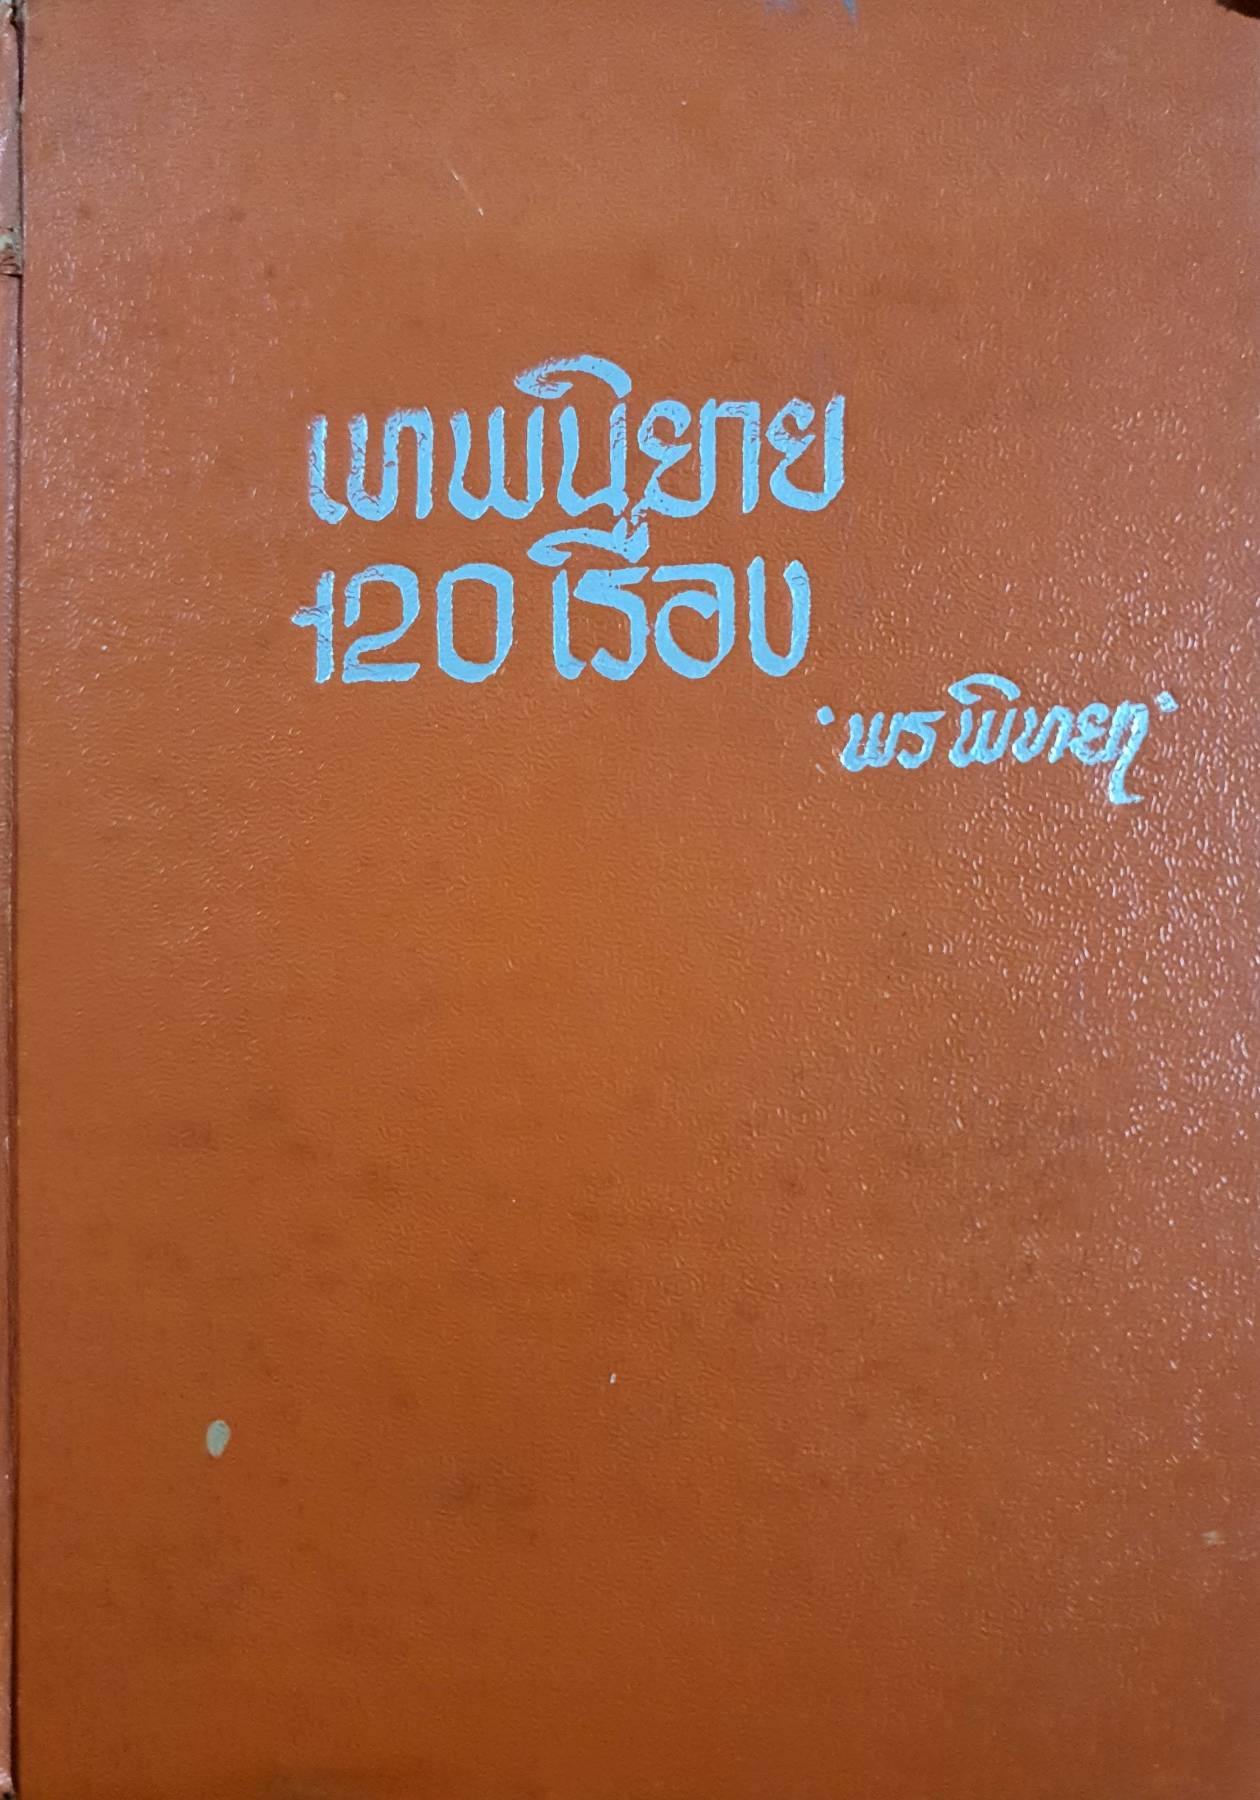 เทพนิยาย
120 เรื่อง
"พร พิทยา"